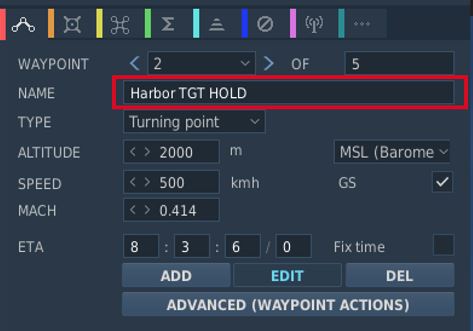 WAYPOINT < 2 > OF 5
NAME Harbor TGT HOLD
TYPE Turning point
ALTITUDE < > 2000 m MSL (Barome
SPEED < > 500 kmh GS
MACH < > 0.414
ETA 8 : 3 : 6 / 0 Fix time
ADD EDIT DEL
ADVANCED (WAYPOINT ACTIONS)